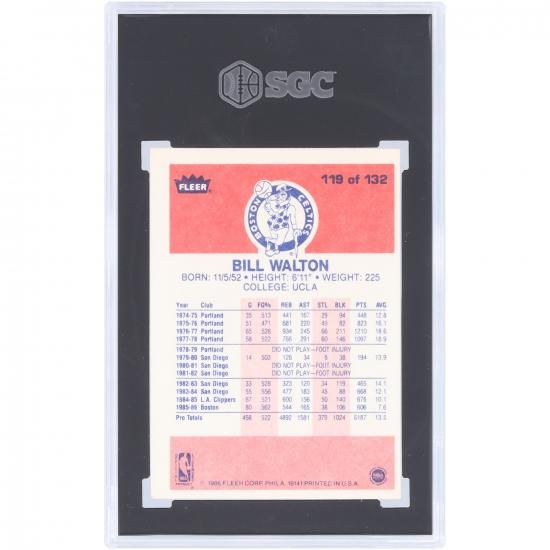 SGC
FLEER
119 of 132
BOSTON CELTICS
BILL WALTON
BORN: 11/5/52 • HEIGHT: 6'11" • WEIGHT: 225
COLLEGE: UCLA
Year Club G FG% REB AST STL BLK PTS AVG
1974-75 Portland 35 .513 441 167 29 94 448 12.8
1975-76 Portland 51 .471 681 220 49 82 823 16.1
1976-77 Portland 65 .528 934 245 66 211 1210 18.6
1977-78 Portland 58 .522 766 291 60 146 1097 18.9
1978-79 Portland DID NOT PLAY—FOOT INJURY
1979-80 San Diego 14 .503 126 34 8 38 194 13.9
1980-81 San Diego DID NOT PLAY—FOOT INJURY
1981-82 San Diego DID NOT PLAY—FOOT INJURY
1982-83 San Diego 33 .528 323 120 34 119 465 14.1
1983-84 San Diego 55 .556 477 183 45 88 668 12.1
1984-85 L.A. Clippers 67 .521 600 156 50 140 676 10.1
1985-86 Boston 80 .562 544 165 38 106 606 7.6
Pro Totals 458 .522 4892 1581 379 1024 6187 13.5
NBA
© 1986 FLEER CORP. PHILA. 19141 PRINTED IN U.S.A.